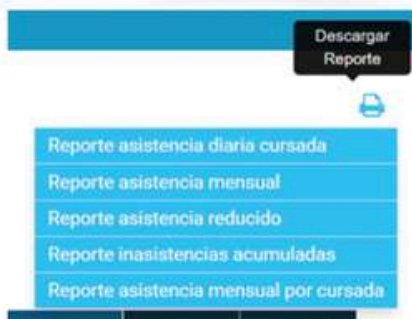 Descargar
Reporte
Reporte asistencia diaria cursada
Reporte asistencia mensual
Reporte asistencia reducido
Reporte inasistencias acumuladas
Reporte asistencia mensual por cursada